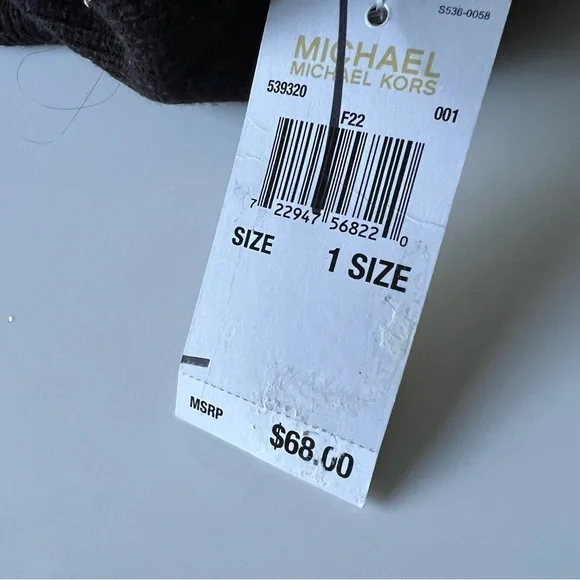 S536-0058
MICHAEL
MICHAEL KORS
539320
F22
001
7 22947 56822 0
SIZE 1 SIZE
MSRP $68.00